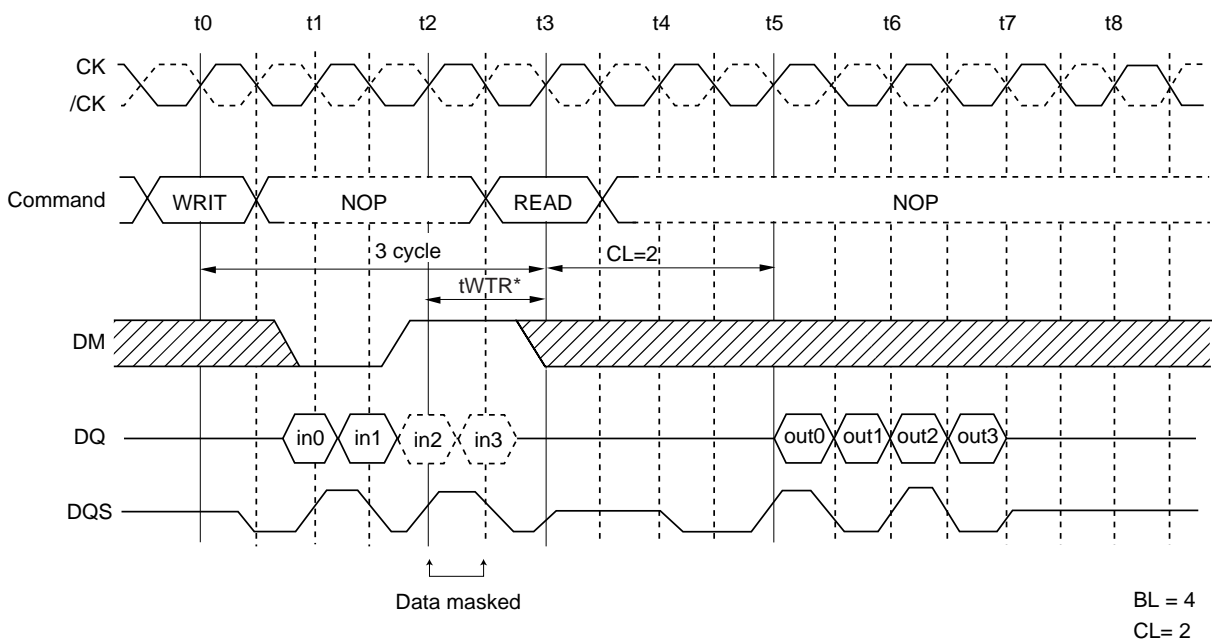 t0 t1 t2 t3 t4 t5 t6 t7 t8
CK
/CK
Command WRIT NOP READ NOP
3 cycle CL=2
tWTR*
DM
DQ in0 in1 in2 in3 out0 out1 out2 out3
DQS
Data masked
BL = 4
CL= 2